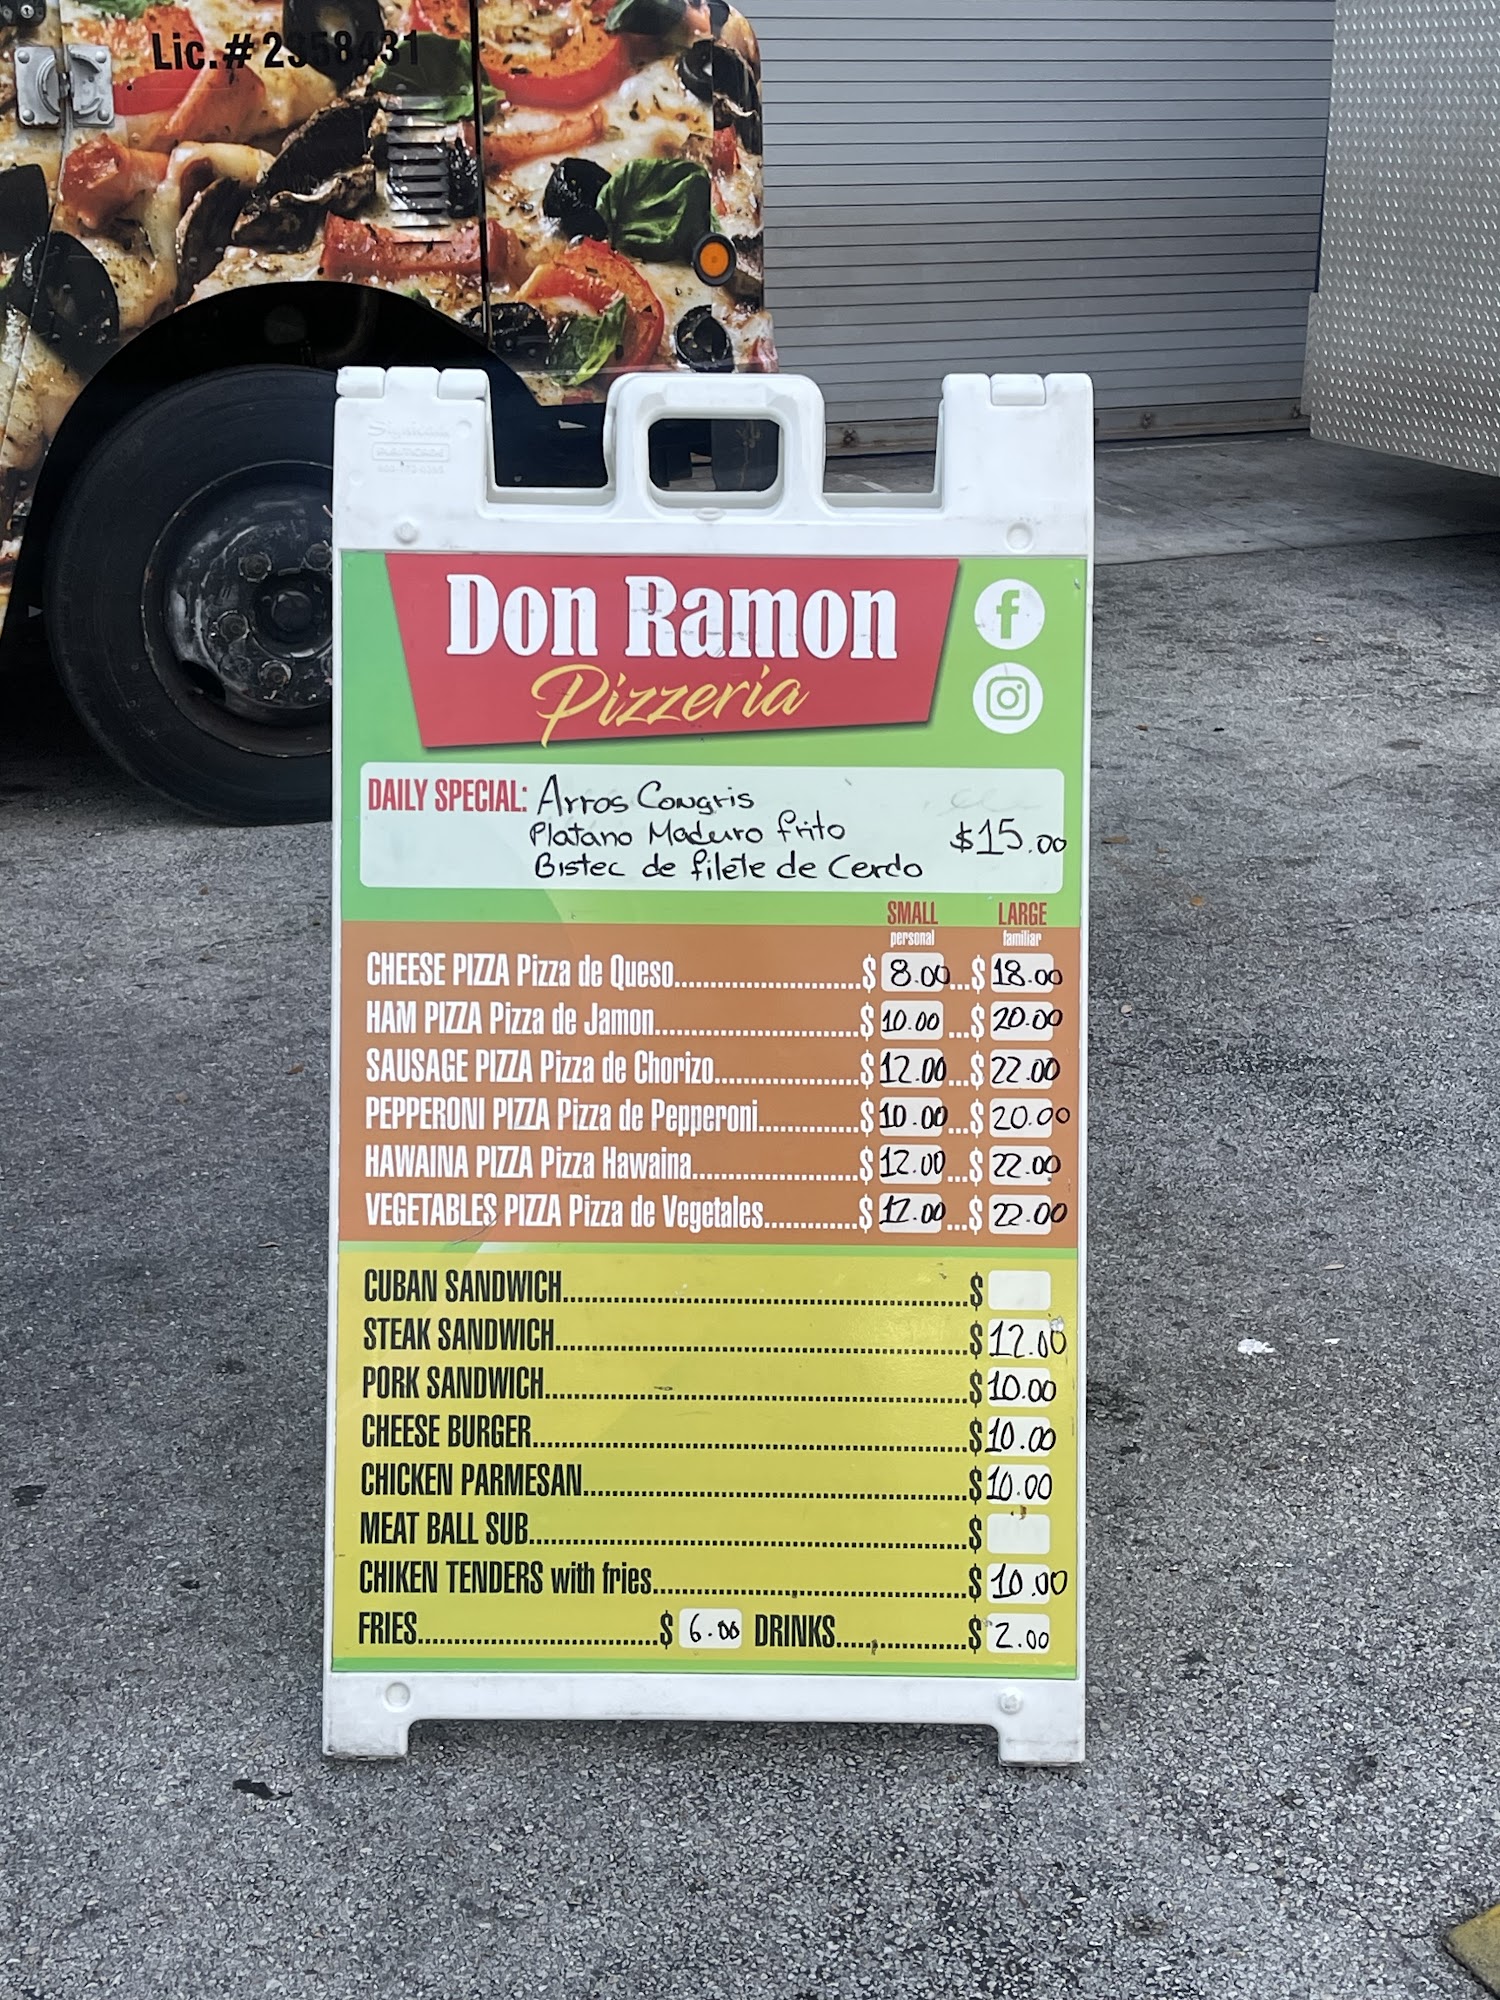 Lic.# 2358431
Don Ramon
Pizzeria
DAILY SPECIAL: Arros Congris
Platano Maduro frito $15.00
Bistec de filete de Cerdo
SMALL LARGE
personal familiar
CHEESE PIZZA Pizza de Queso..........................$ 8.00...$ 18.00
HAM PIZZA Pizza de Jamon.............................$ 10.00...$ 20.00
SAUSAGE PIZZA Pizza de Chorizo.....................$ 12.00...$ 22.00
PEPPERONI PIZZA Pizza de Pepperoni..............$ 10.00...$ 20.00
HAWAINA PIZZA Pizza Hawaina........................$ 12.00...$ 22.00
VEGETABLES PIZZA Pizza de Vegetales.............$ 12.00...$ 22.00
CUBAN SANDWICH..........................................................$
STEAK SANDWICH...........................................................$ 12.00
PORK SANDWICH............................................................$ 10.00
CHEESE BURGER..............................................................$ 10.00
CHICKEN PARMESAN.......................................................$ 10.00
MEAT BALL SUB..............................................................$
CHIKEN TENDERS with fries.............................................$ 10.00
FRIES.................................$ 6.00 DRINKS..................$ 2.00